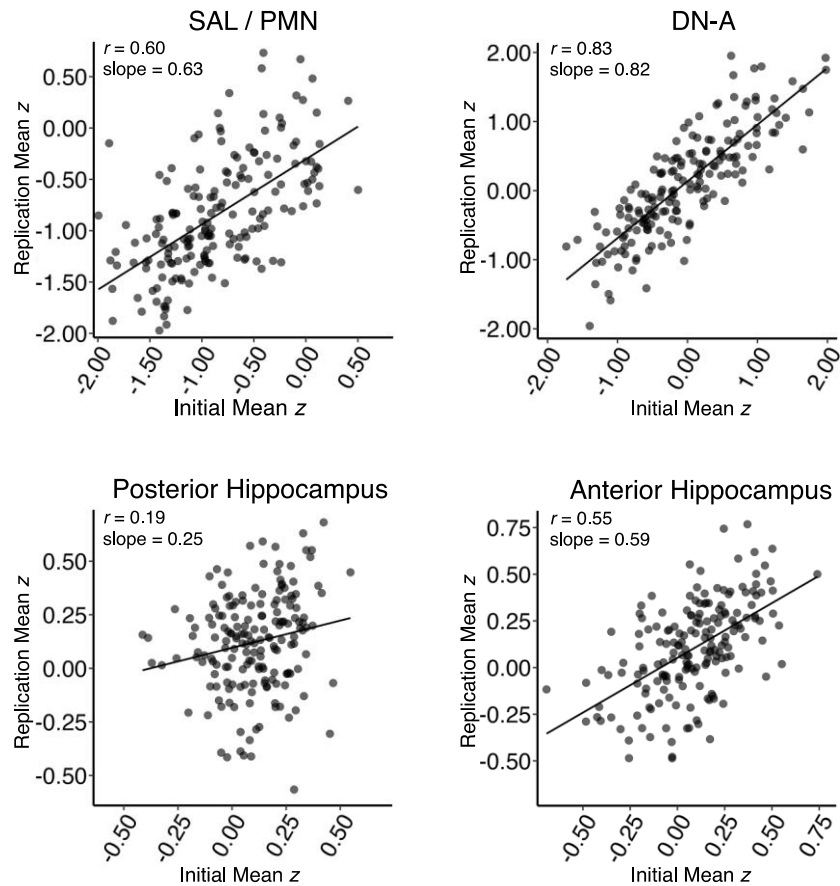 SAL / PMN
r = 0.60
slope = 0.63
0.50
0.00
-0.50
-1.00
-1.50
-2.00
Replication Mean z
-2.00
-1.50
-1.00
-0.50
0.00
0.50
Initial Mean z
DN-A
r = 0.83
slope = 0.82
2.00
1.00
0.00
-1.00
-2.00
Replication Mean z
-2.00
-1.00
0.00
1.00
2.00
Initial Mean z
Posterior Hippocampus
r = 0.19
slope = 0.25
0.50
0.25
0.00
-0.25
-0.50
Replication Mean z
-0.50
-0.25
0.00
0.25
0.50
Initial Mean z
Anterior Hippocampus
r = 0.55
slope = 0.59
0.75
0.50
0.25
0.00
-0.25
-0.50
Replication Mean z
-0.50
-0.25
0.00
0.25
0.50
0.75
Initial Mean z